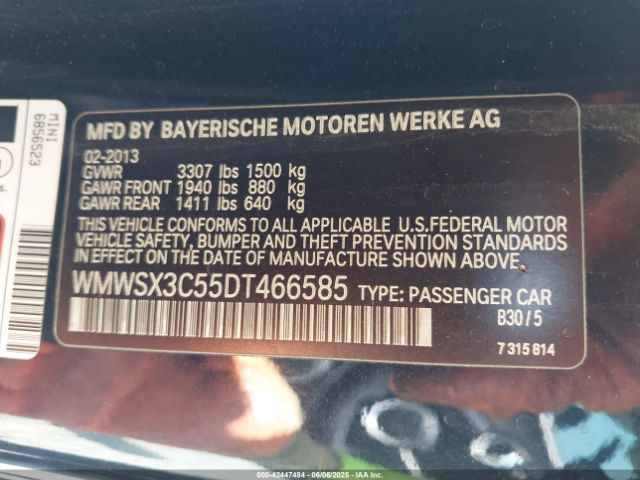 MINI
6856523
s.
MFD BY BAYERISCHE MOTOREN WERKE AG
02-2013
GVWR 3307 lbs 1500 kg
GAWR FRONT 1940 lbs 880 kg
GAWR REAR 1411 lbs 640 kg
THIS VEHICLE CONFORMS TO ALL APPLICABLE U.S.FEDERAL MOTOR
VEHICLE SAFETY, BUMPER AND THEFT PREVENTION STANDARDS
IN EFFECT ON THE DATE OF MANUFACTURE SHOWN ABOVE.
WMWSX3C55DT466585 TYPE: PASSENGER CAR
B30/5
7 315 814
000-42447484 - 06/06/2025 - IAAI.COM